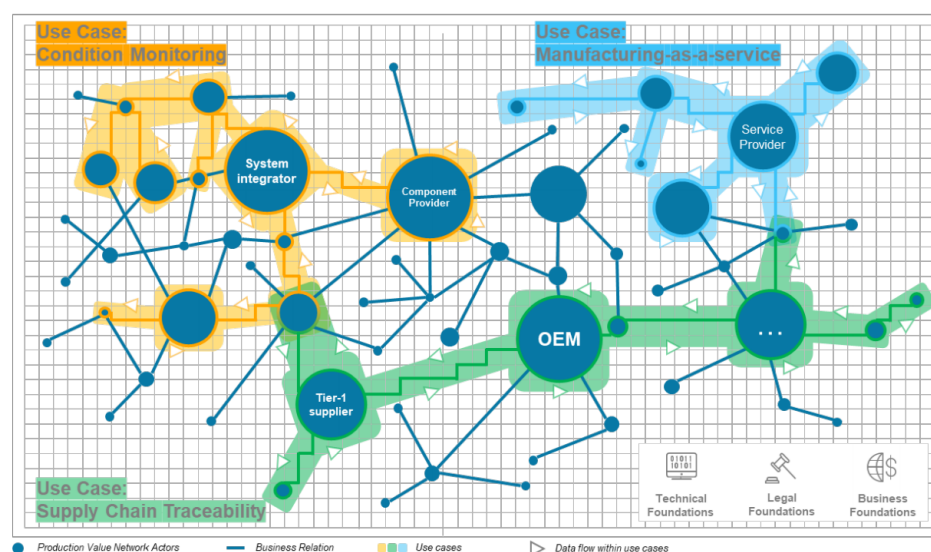 Use Case:
Condition Monitoring
Use Case:
Manufacturing-as-a-service
System
integrator
Component
Provider
Service
Provider
OEM
...
Tier-1
supplier
Use Case:
Supply Chain Traceability
01011
10101
$
Technical
Foundations
Legal
Foundations
Business
Foundations
Production Value Network Actors
Business Relation
Use cases
Data flow within use cases